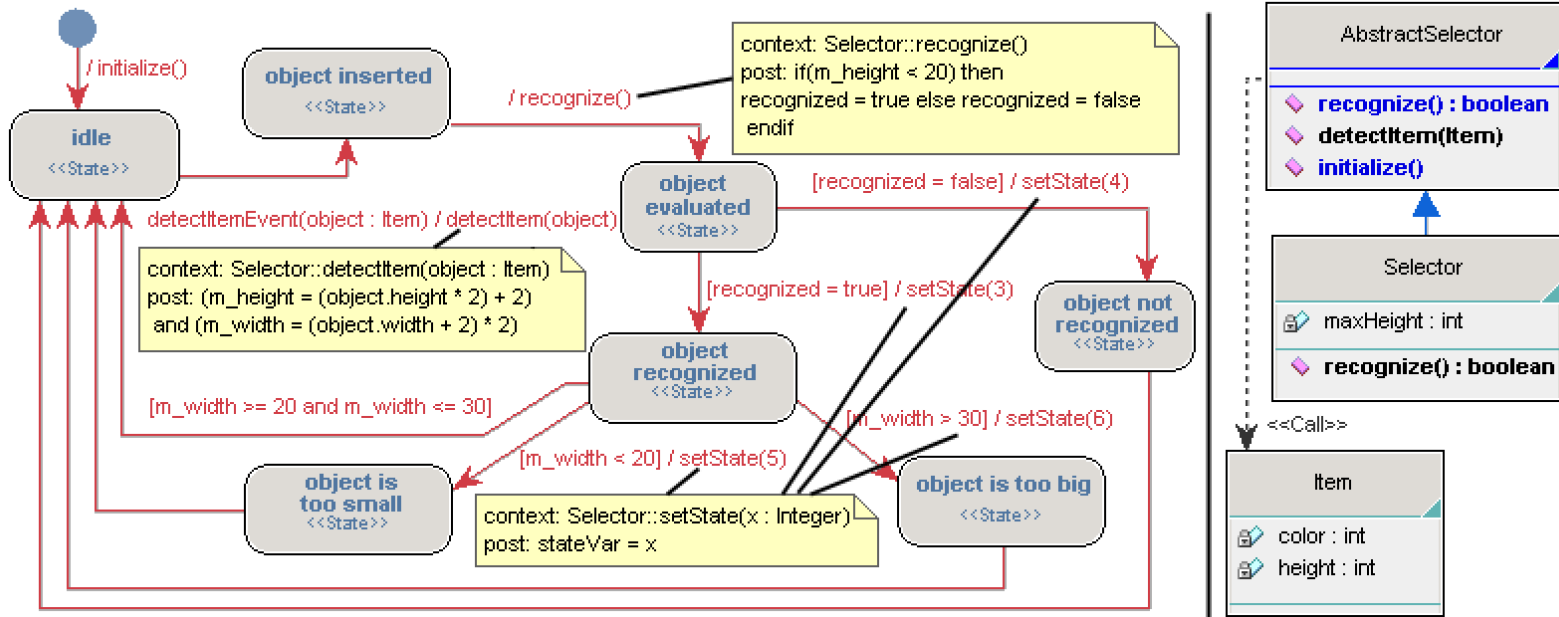 / initialize()
idle
<<State>>
object inserted
<<State>>
/ recognize()
context: Selector::recognize()
post: if(m_height < 20) then
recognized = true else recognized = false
endif
object
evaluated
<<State>>
[recognized = false] / setState(4)
detectItemEvent(object : Item) / detectItem(object)
context: Selector::detectItem(object : Item)
post: (m_height = (object.height * 2) + 2)
and (m_width = (object.width + 2) * 2)
[recognized = true] / setState(3)
object not
recognized
<<State>>
object
recognized
<<State>>
[m_width >= 20 and m_width <= 30]
[m_width > 30] / setState(6)
[m_width < 20] / setState(5)
object is
too small
<<State>>
object is too big
<<State>>
context: Selector::setState(x : Integer)
post: stateVar = x
AbstractSelector
recognize() : boolean
detectItem(Item)
initialize()
Selector
maxHeight : int
recognize() : boolean
<<Call>>
Item
color : int
height : int